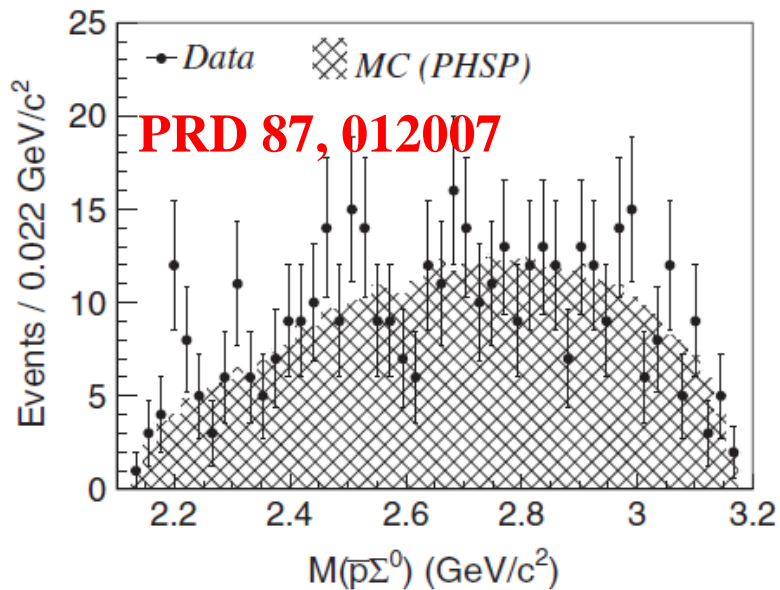 25
Data MC (PHSP)
20
PRD 87, 012007
15
10
5
0
2.2 2.4 2.6 2.8 3 3.2
Events / 0.022 GeV/c²
M(p̅Σ⁰) (GeV/c²)